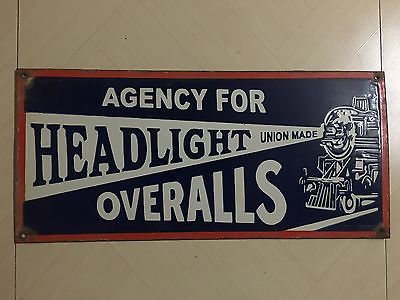 AGENCY FOR
HEADLIGHT UNION MADE
OVERALLS